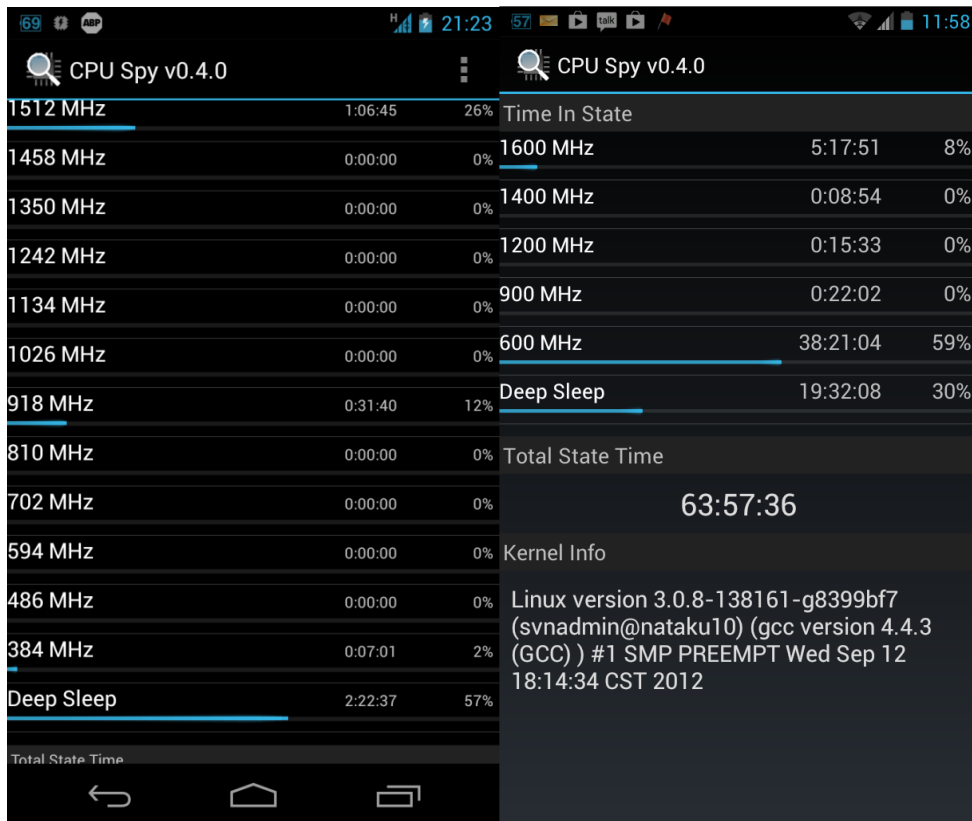 69 ABP H 21:23
CPU Spy v0.4.0
1512 MHz 1:06:45 26%
1458 MHz 0:00:00 0%
1350 MHz 0:00:00 0%
1242 MHz 0:00:00 0%
1134 MHz 0:00:00 0%
1026 MHz 0:00:00 0%
918 MHz 0:31:40 12%
810 MHz 0:00:00 0%
702 MHz 0:00:00 0%
594 MHz 0:00:00 0%
486 MHz 0:00:00 0%
384 MHz 0:07:01 2%
Deep Sleep 2:22:37 57%
Total State Time
57 talk 11:58
CPU Spy v0.4.0
Time In State
1600 MHz 5:17:51 8%
1400 MHz 0:08:54 0%
1200 MHz 0:15:33 0%
900 MHz 0:22:02 0%
600 MHz 38:21:04 59%
Deep Sleep 19:32:08 30%
Total State Time
63:57:36
Kernel Info
Linux version 3.0.8-138161-g8399bf7
(svnadmin@nataku10) (gcc version 4.4.3
(GCC) ) #1 SMP PREEMPT Wed Sep 12
18:14:34 CST 2012